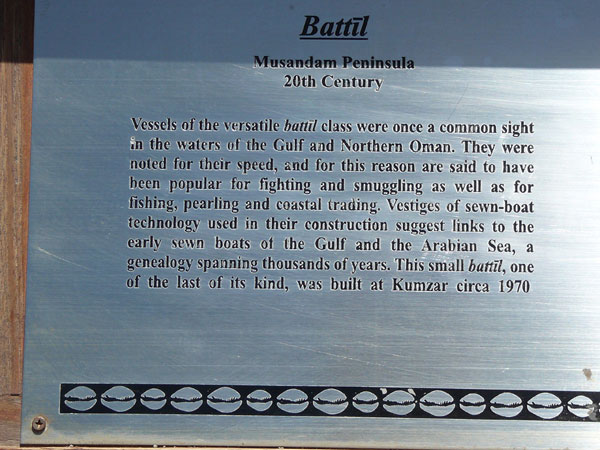 Battīl
Musandam Peninsula
20th Century
Vessels of the versatile battīl class were once a common sight
in the waters of the Gulf and Northern Oman. They were
noted for their speed, and for this reason are said to have
been popular for fighting and smuggling as well as for
fishing, pearling and coastal trading. Vestiges of sewn-boat
technology used in their construction suggest links to the
early sewn boats of the Gulf and the Arabian Sea, a
genealogy spanning thousands of years. This small battīl, one
of the last of its kind, was built at Kumzar circa 1970